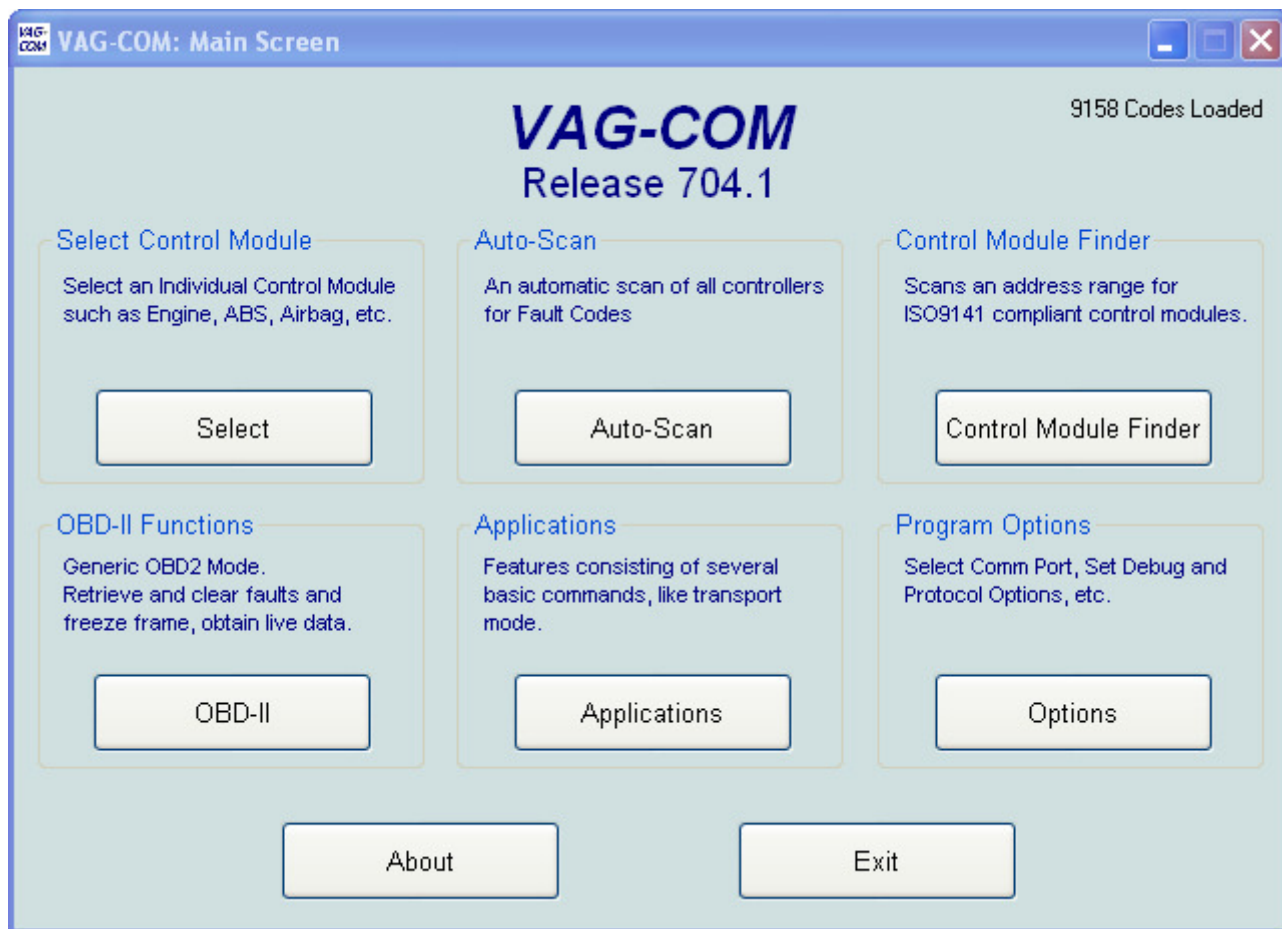 VAG-COM
VAG-COM: Main Screen
9158 Codes Loaded
VAG-COM
Release 704.1
Select Control Module
Select an Individual Control Module
such as Engine, ABS, Airbag, etc.
Select
Auto-Scan
An automatic scan of all controllers
for Fault Codes
Auto-Scan
Control Module Finder
Scans an address range for
ISO9141 compliant control modules.
Control Module Finder
OBD-II Functions
Generic OBD2 Mode.
Retrieve and clear faults and
freeze frame, obtain live data.
OBD-II
Applications
Features consisting of several
basic commands, like transport
mode.
Applications
Program Options
Select Comm Port, Set Debug and
Protocol Options, etc.
Options
About
Exit